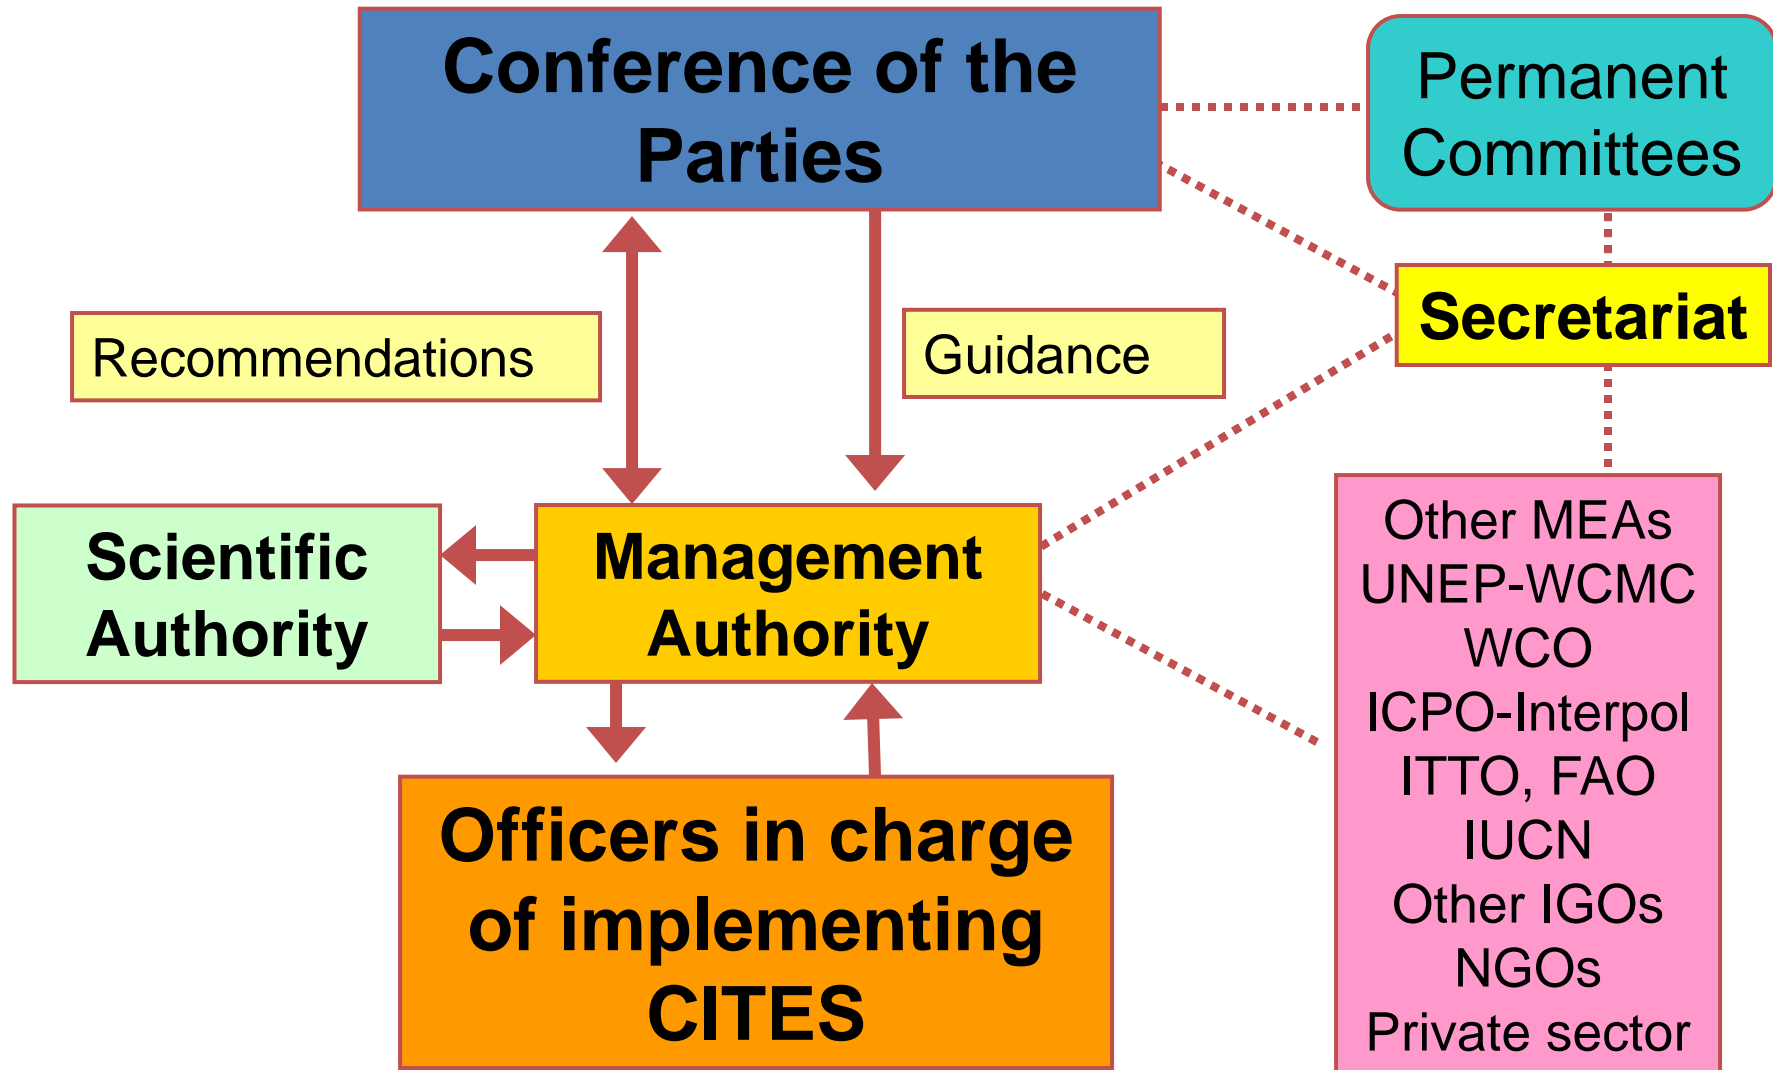 Conference of the
Parties
Permanent
Committees
Secretariat
Recommendations
Guidance
Scientific
Authority
Management
Authority
Other MEAs
UNEP-WCMC
WCO
ICPO-Interpol
ITTO, FAO
IUCN
Other IGOs
NGOs
Private sector
Officers in charge
of implementing
CITES